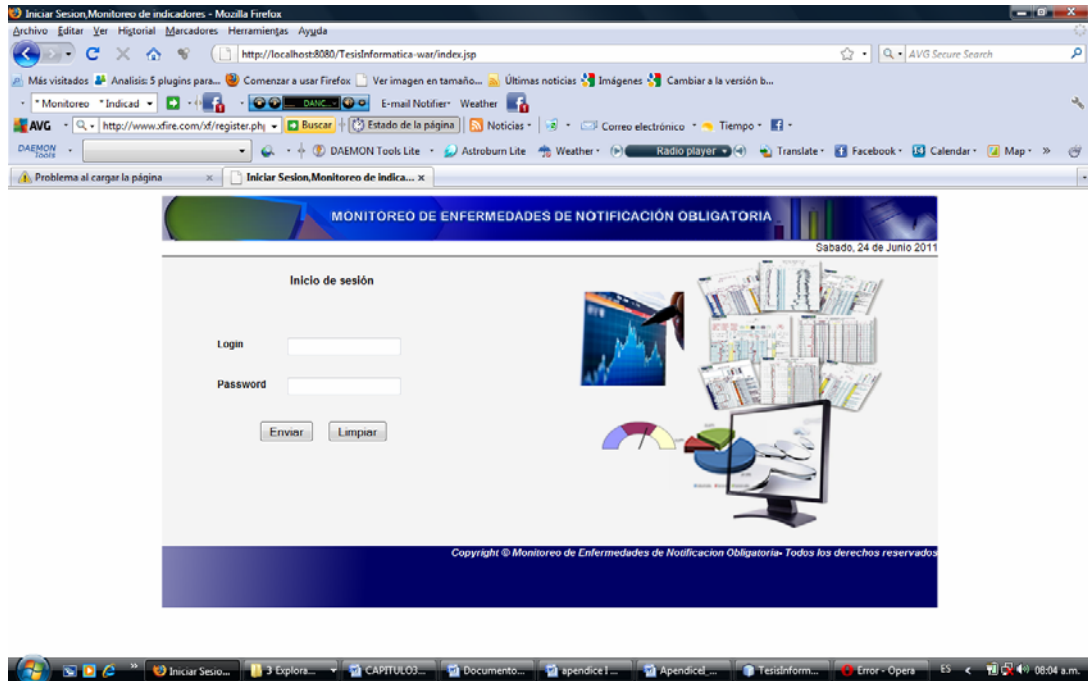 Iniciar Sesion,Monitoreo de indicadores - Mozilla Firefox
Archivo Editar Ver Historial Marcadores Herramientas Ayuda
http://localhost:8080/TesisInformatica-war/index.jsp
AVG Secure Search
Más visitados Analisis: 5 plugins para... Comenzar a usar Firefox Ver imagen en tamaño... Últimas noticias Imágenes Cambiar a la versión b...
"Monitoreo "Indicad DANC... E-mail Notifier Weather
AVG http://www.xfire.com/xf/register.ph Buscar Estado de la página Noticias Correo electrónico Tiempo
DAEMON Tools DAEMON Tools Lite Astroburn Lite Weather Radio player Translate Facebook Calendar Map »
Problema al cargar la página x Iniciar Sesion,Monitoreo de indica... x
MONITOREO DE ENFERMEDADES DE NOTIFICACIÓN OBLIGATORIA
Sabado, 24 de Junio 2011
Inicio de sesión
Login
Password
Enviar Limpiar
Copyright © Monitoreo de Enfermedades de Notificacion Obligatoria- Todos los derechos reservados
» Iniciar Sesio... 3 Explora... CAPITULO3... Documento... apendice I ... ApendiceI_... TesisInform... Error - Opera ES < 08:04 a.m.